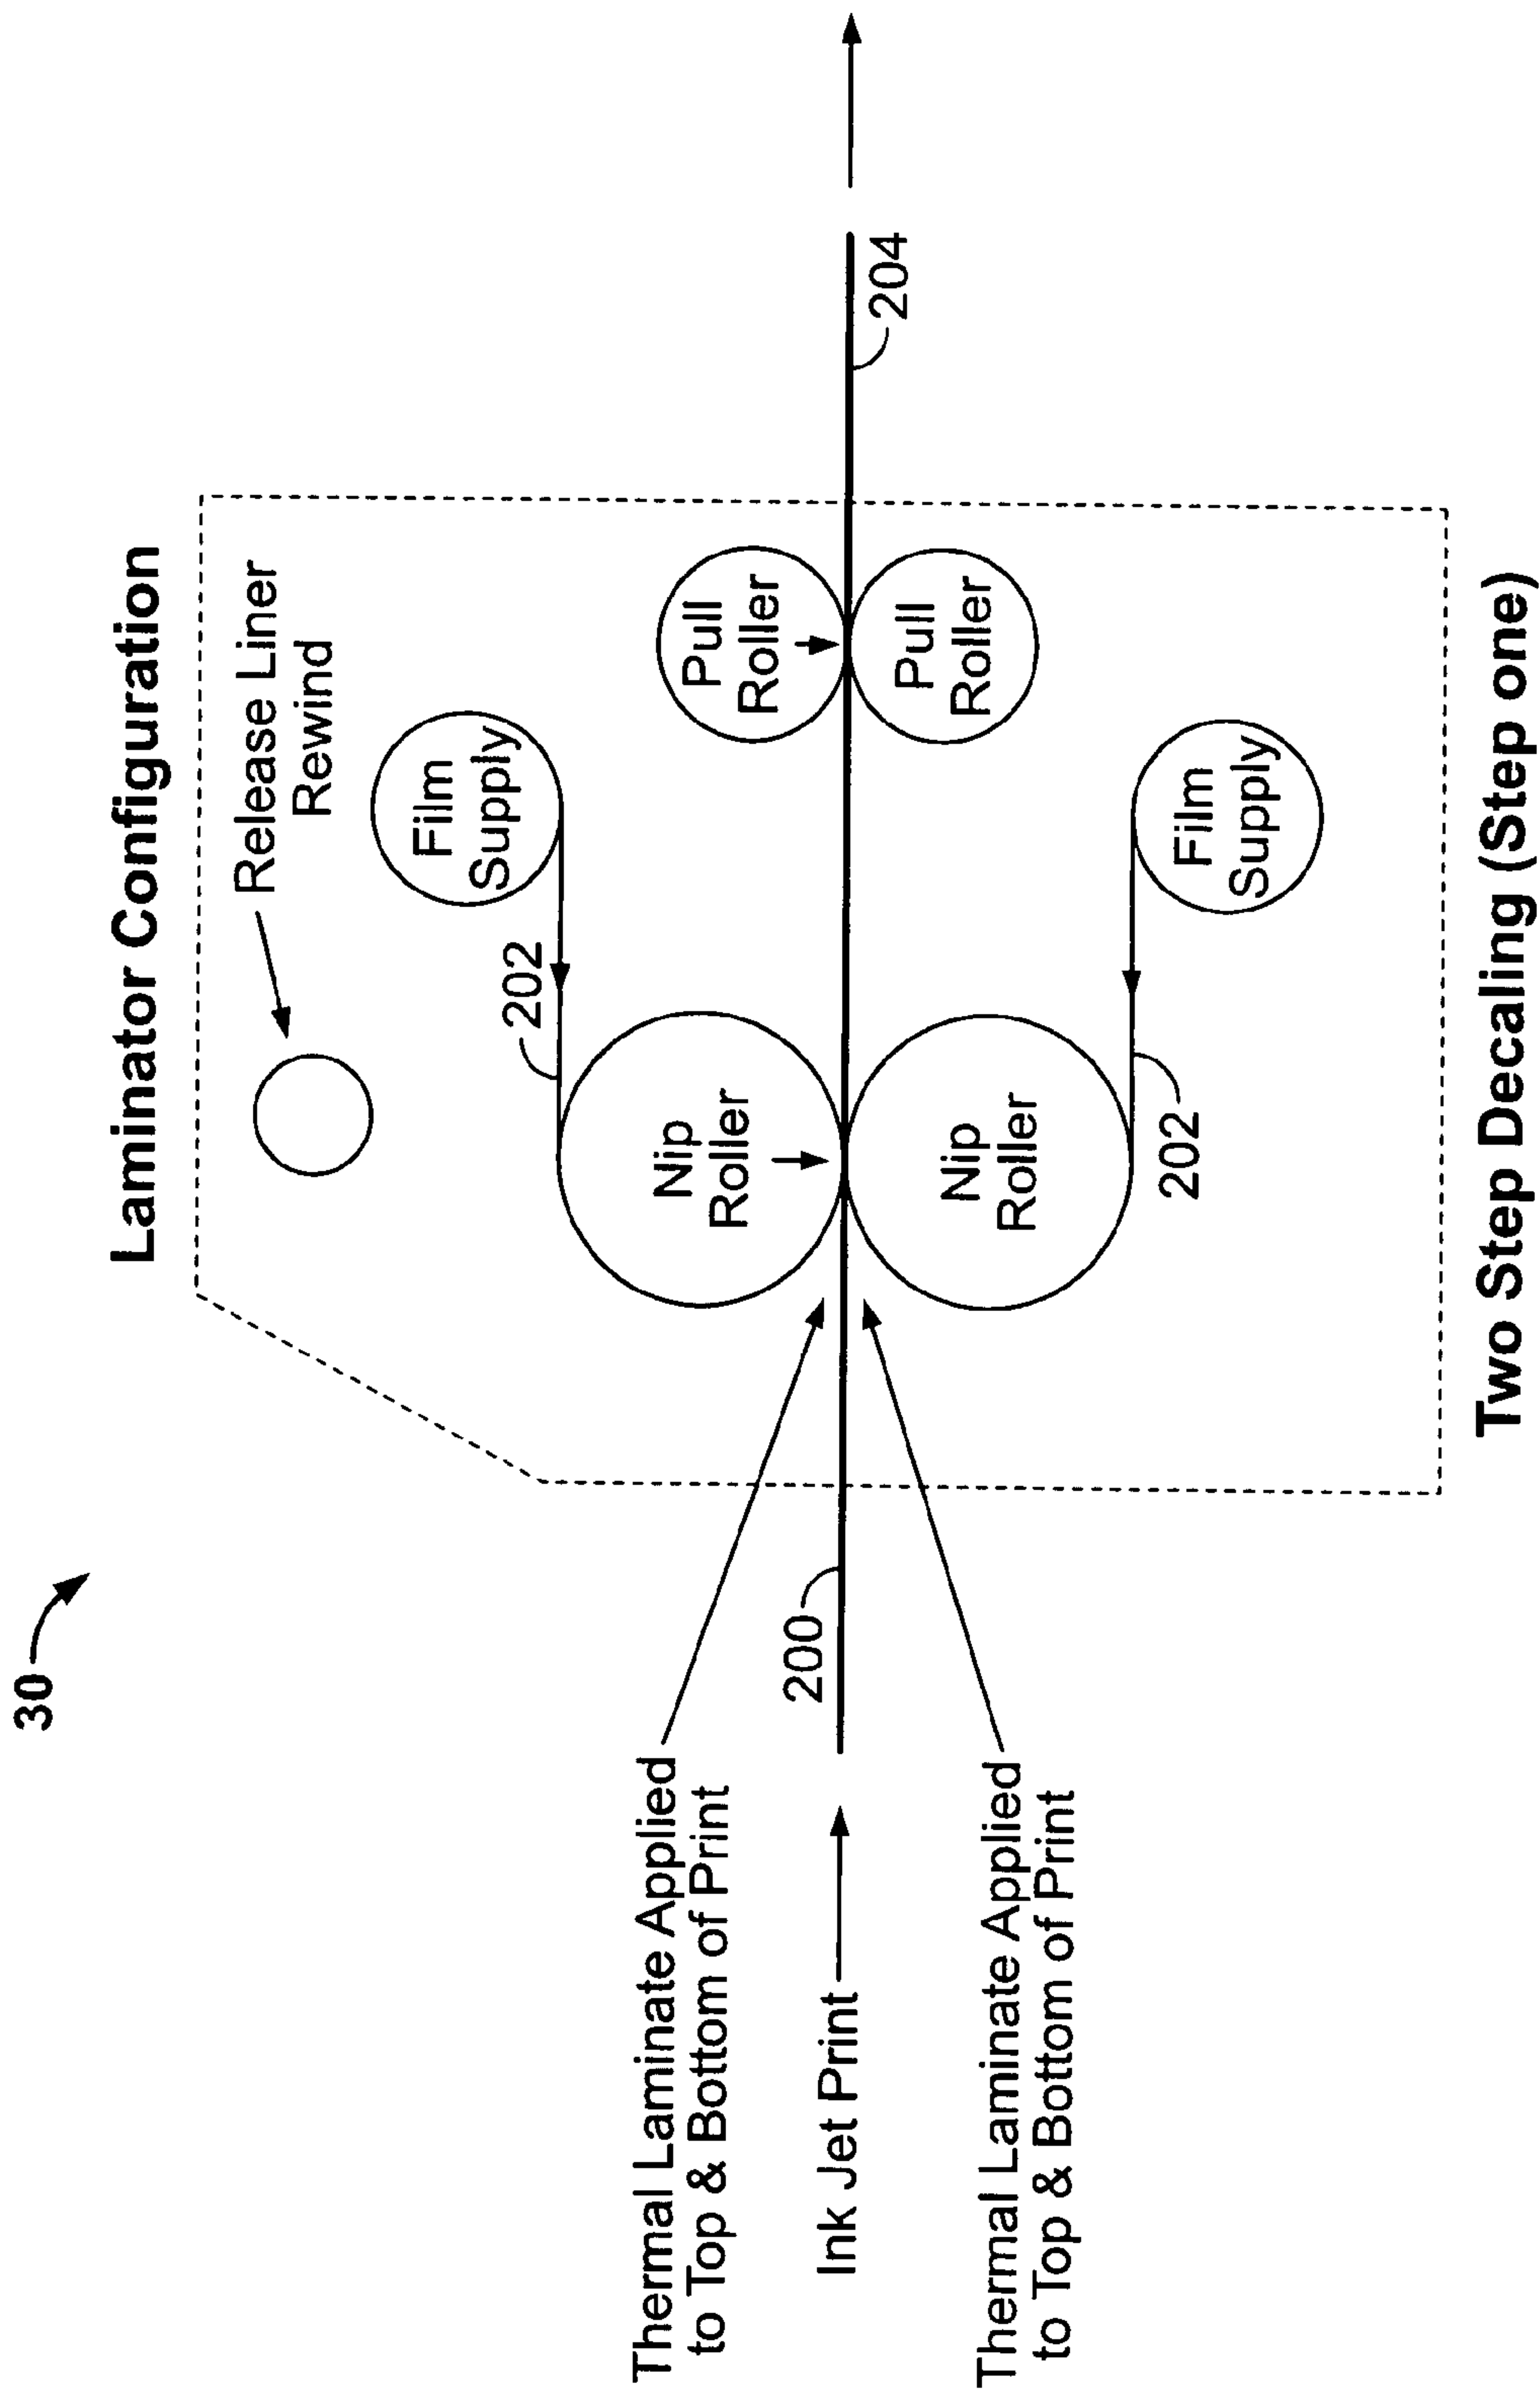 30
Laminator Configuration
Release Liner
Rewind
Film
Supply
202
Nip
Roller
Pull
Roller
Thermal Laminate Applied
to Top & Bottom of Print
200
Ink Jet Print
204
Nip
Roller
Pull
Roller
Thermal Laminate Applied
to Top & Bottom of Print
202
Film
Supply
Two Step Decaling (Step one)